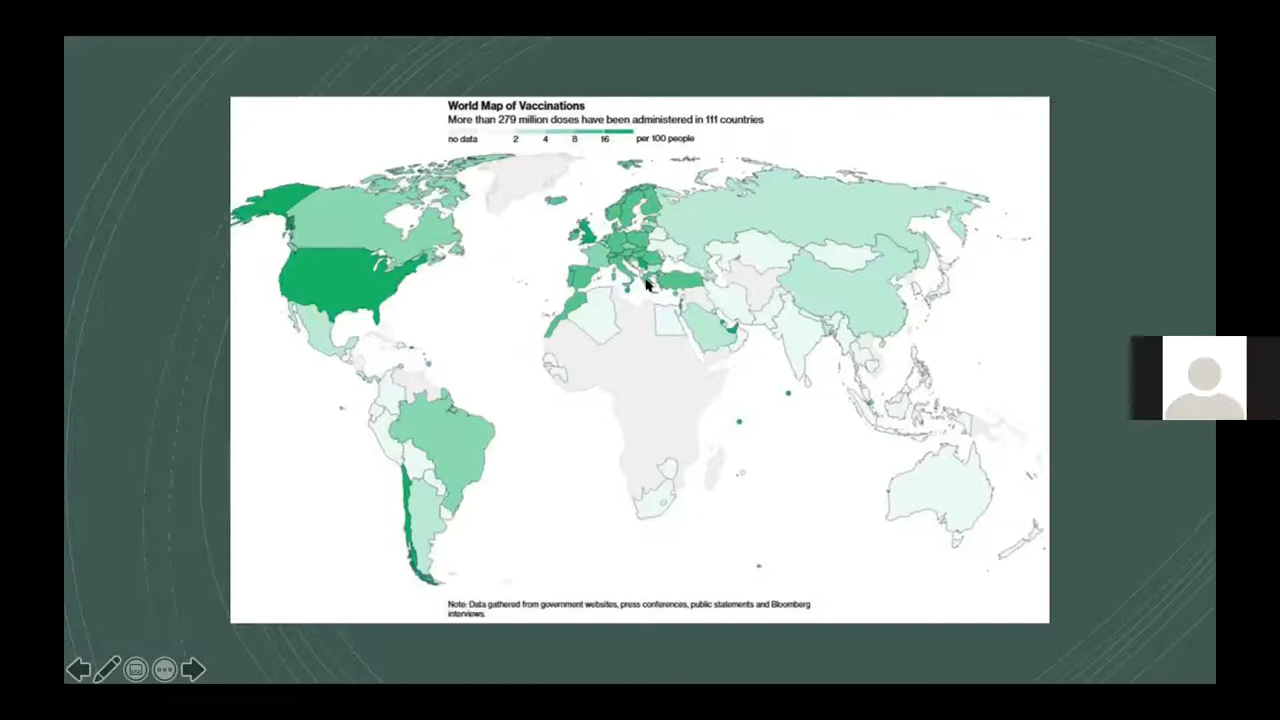 World Map of Vaccinations
More than 279 million doses have been administered in 111 countries
no data 2 4 8 16 per 100 people
Note: Data gathered from government websites, press conferences, public statements and Bloomberg
interviews.